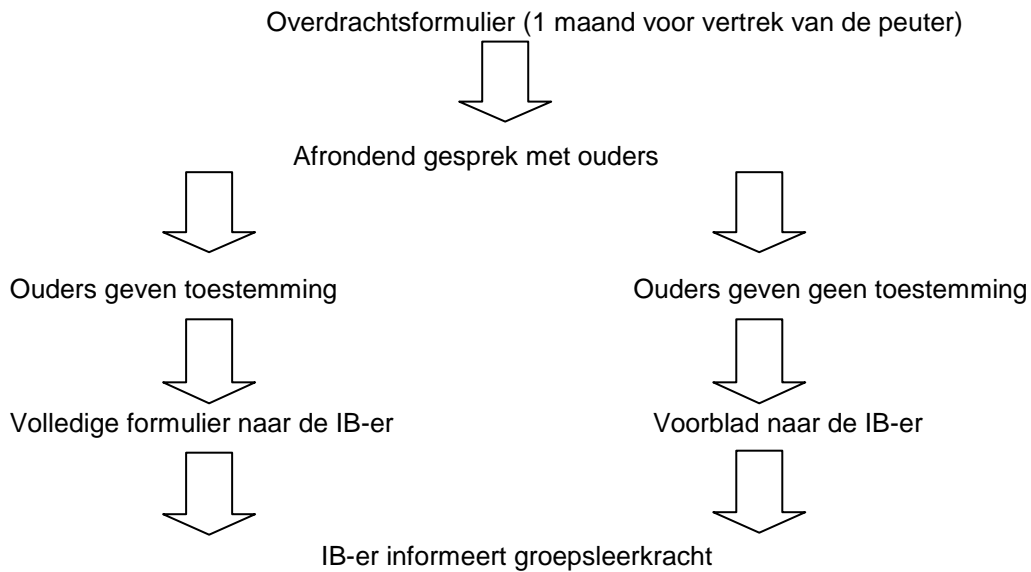 Overdrachtsformulier (1 maand voor vertrek van de peuter)
Afrondend gesprek met ouders
Ouders geven toestemming
Ouders geven geen toestemming
Volledige formulier naar de IB-er
Voorblad naar de IB-er
IB-er informeert groepsleerkracht